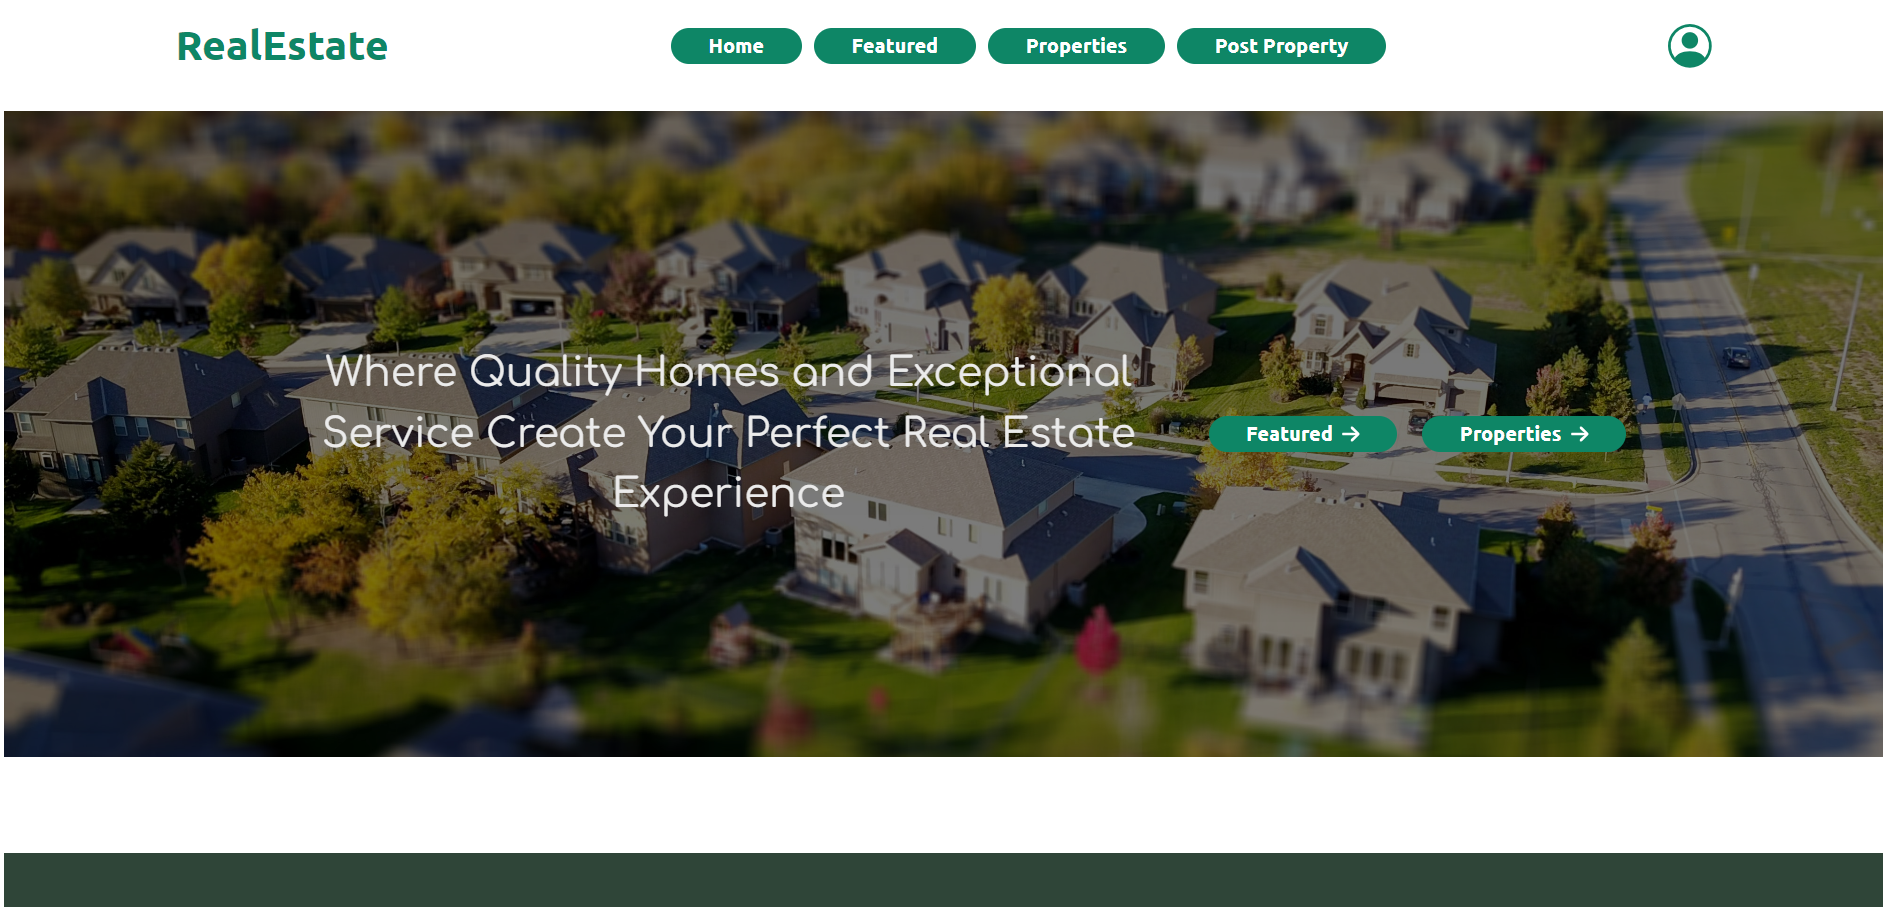 RealEstate
Home
Featured
Properties
Post Property
Where Quality Homes and Exceptional
Service Create Your Perfect Real Estate
Experience
Featured →
Properties →